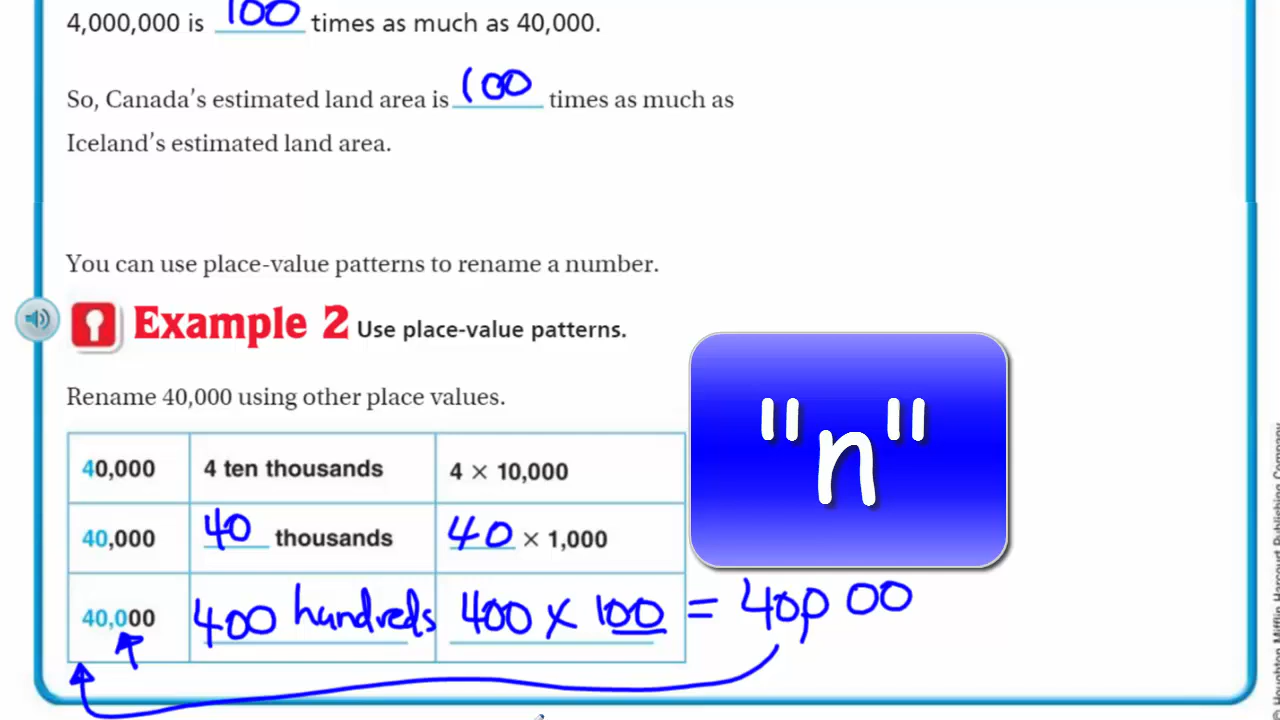 4,000,000 is 100 times as much as 40,000.
So, Canada's estimated land area is 100 times as much as
Iceland's estimated land area.
You can use place-value patterns to rename a number.
Example 2 Use place-value patterns.
Rename 40,000 using other place values.
"n"
40,000 4 ten thousands 4 × 10,000
40,000 40 thousands 40 × 1,000
40,000 400 hundreds 400 × 100 = 40,000
© Houghton Mifflin Harcourt Publishing Company